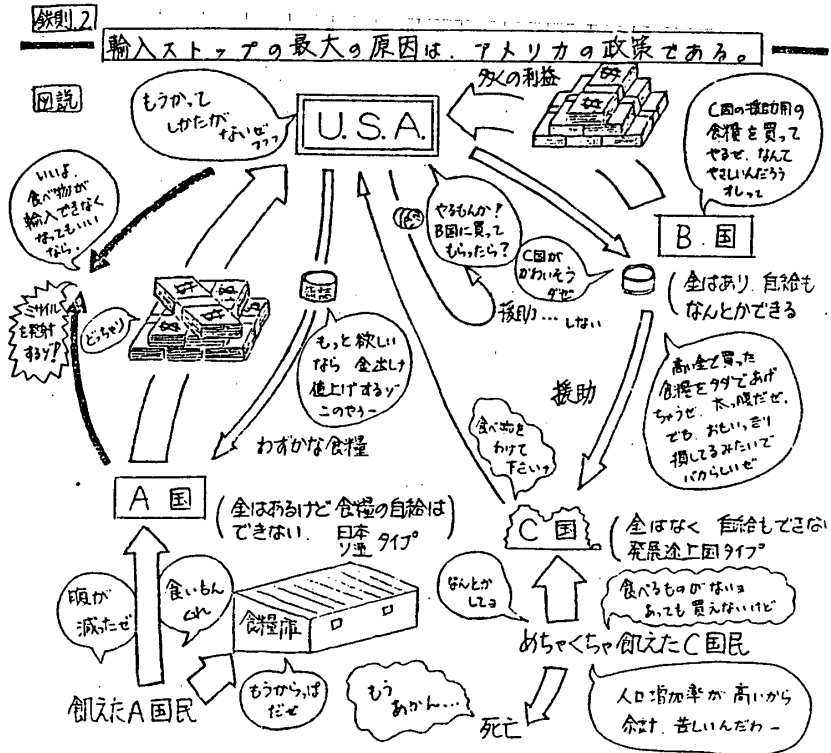 鉄則.2
輸入ストップの最大の原因は、アメリカの政策である。
図説
もうかって
しかたが
ないぜ
フフフ
U.S.A.
多くの利益
C国の援助用の
食糧を買って
やるぜ、なんて
やさしいんだろう
オレって
いいよ、
食べ物が
輸入できなく
なってもいい
なら、
やるもんか!
B国に買って
もらったら?
B.国
C国が
かわいそう
ダゼ
(金はあり、自給も
なんとかできる)
ミサイル
を発射
するゾ!
どっちゃり
援助…しない
もっと欲しい
なら 金出しな
値上げするゾ
このやろー
高い金で買った
食糧をタダであげ
ちゃうぜ、太っ腹だぜ。
でも、おもいっきり
損してるみたいで
バカらしいぜ
援助
わずかな食糧
食べ物を
わけて
下さいナ
A 国
(金はあるけど 食糧の自給は
できない. 日本
ソ連 タイプ)
C 国
(金はなく 自給もできない
発展途上国タイプ
腹が
減ったぜ
食いもん
くれ
食糧庫
なんとか
してヨ
食べるものがないヨ
あっても買えないけど
めちゃくちゃ飢えたC国民
飢えたA国民
もうからっぽ
だぜ
もう
あかん…
死亡
人口増加率が高いから
余計、苦しいんだわー